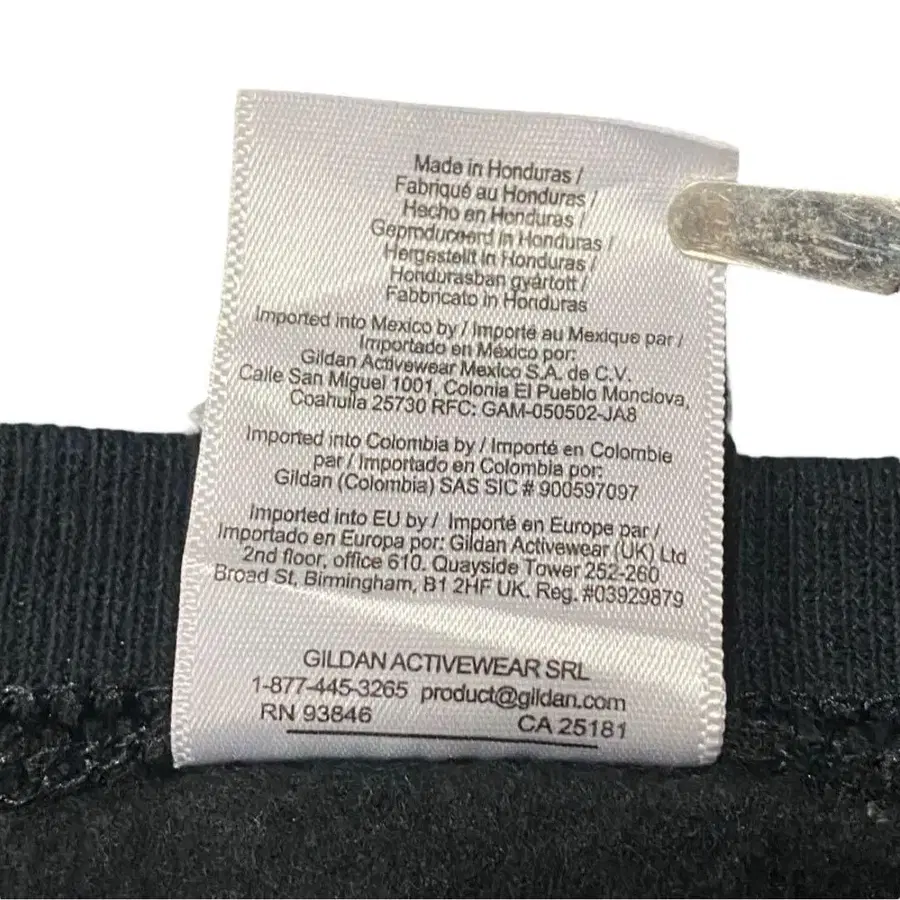 Made in Honduras /
Fabriqué au Honduras /
Hecho en Honduras /
Geproduceerd in Honduras /
Hergestellt in Honduras /
Hondurasban gyártott /
Fabbricato in Honduras
Imported into Mexico by / Importé au Mexique par /
Importado en México por:
Gildan Activewear Mexico S.A. de C.V.
Calle San Miguel 1001, Colonia El Pueblo Monclova,
Coahuila 25730 RFC: GAM-050502-JA8
Imported into Colombia by / Importé en Colombie
par / Importado en Colombia por:
Gildan (Colombia) SAS SIC # 900597097
Imported into EU by / Importé en Europe par /
Importado en Europa por: Gildan Activewear (UK) Ltd
2nd floor, office 610. Quayside Tower 252-260
Broad St, Birmingham, B1 2HF UK. Reg. #03929879
GILDAN ACTIVEWEAR SRL
1-877-445-3265 product@gildan.com
RN 93846 CA 25181